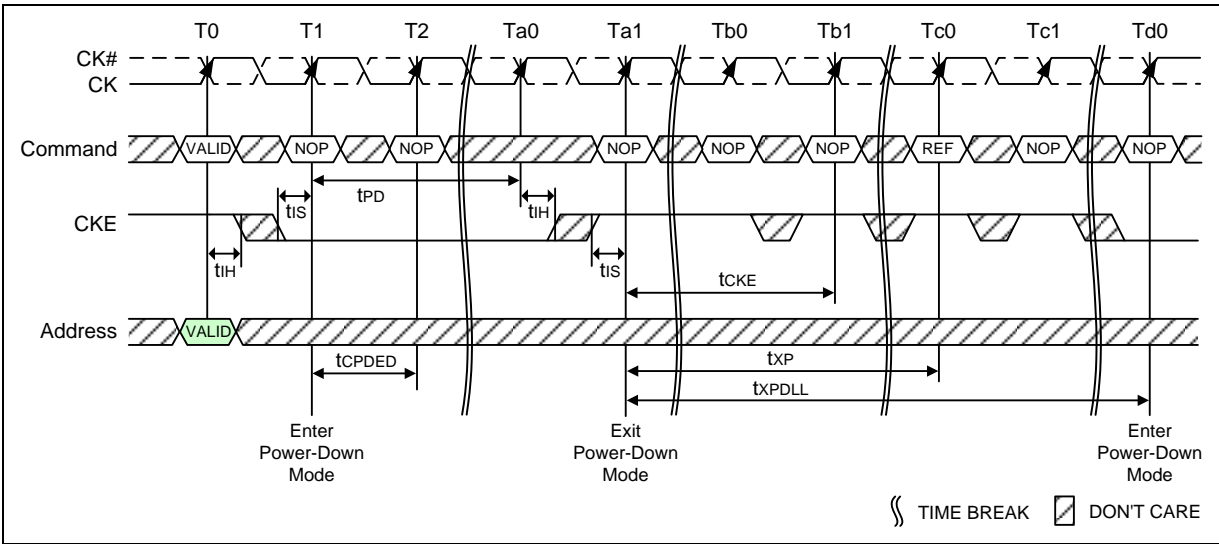 T0 T1 T2 Ta0 Ta1 Tb0 Tb1 Tc0 Tc1 Td0
CK#
CK
Command VALID NOP NOP NOP NOP NOP REF NOP NOP
tIS tPD tIH
CKE
tIH tIS
tCKE
Address VALID
tCPDED tXP
tXPDLL
Enter
Power-Down
Mode
Exit
Power-Down
Mode
Enter
Power-Down
Mode
TIME BREAK DON'T CARE